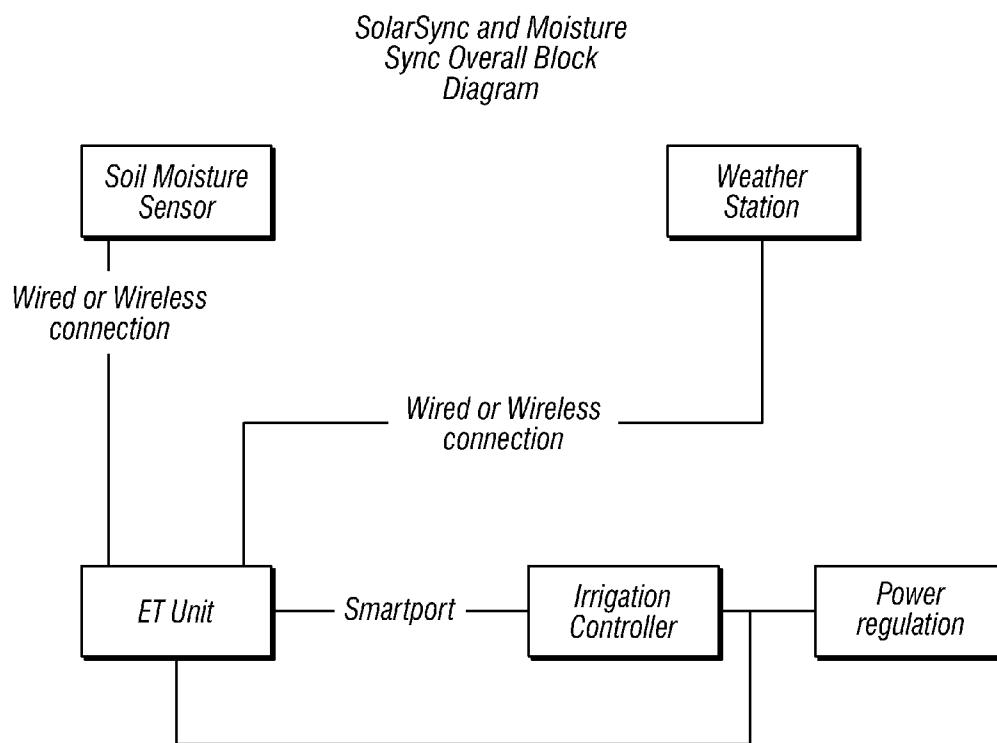 SolarSync and Moisture
Sync Overall Block
Diagram
Soil Moisture
Sensor
Weather
Station
Wired or Wireless
connection
Wired or Wireless
connection
ET Unit
Smartport
Irrigation
Controller
Power
regulation